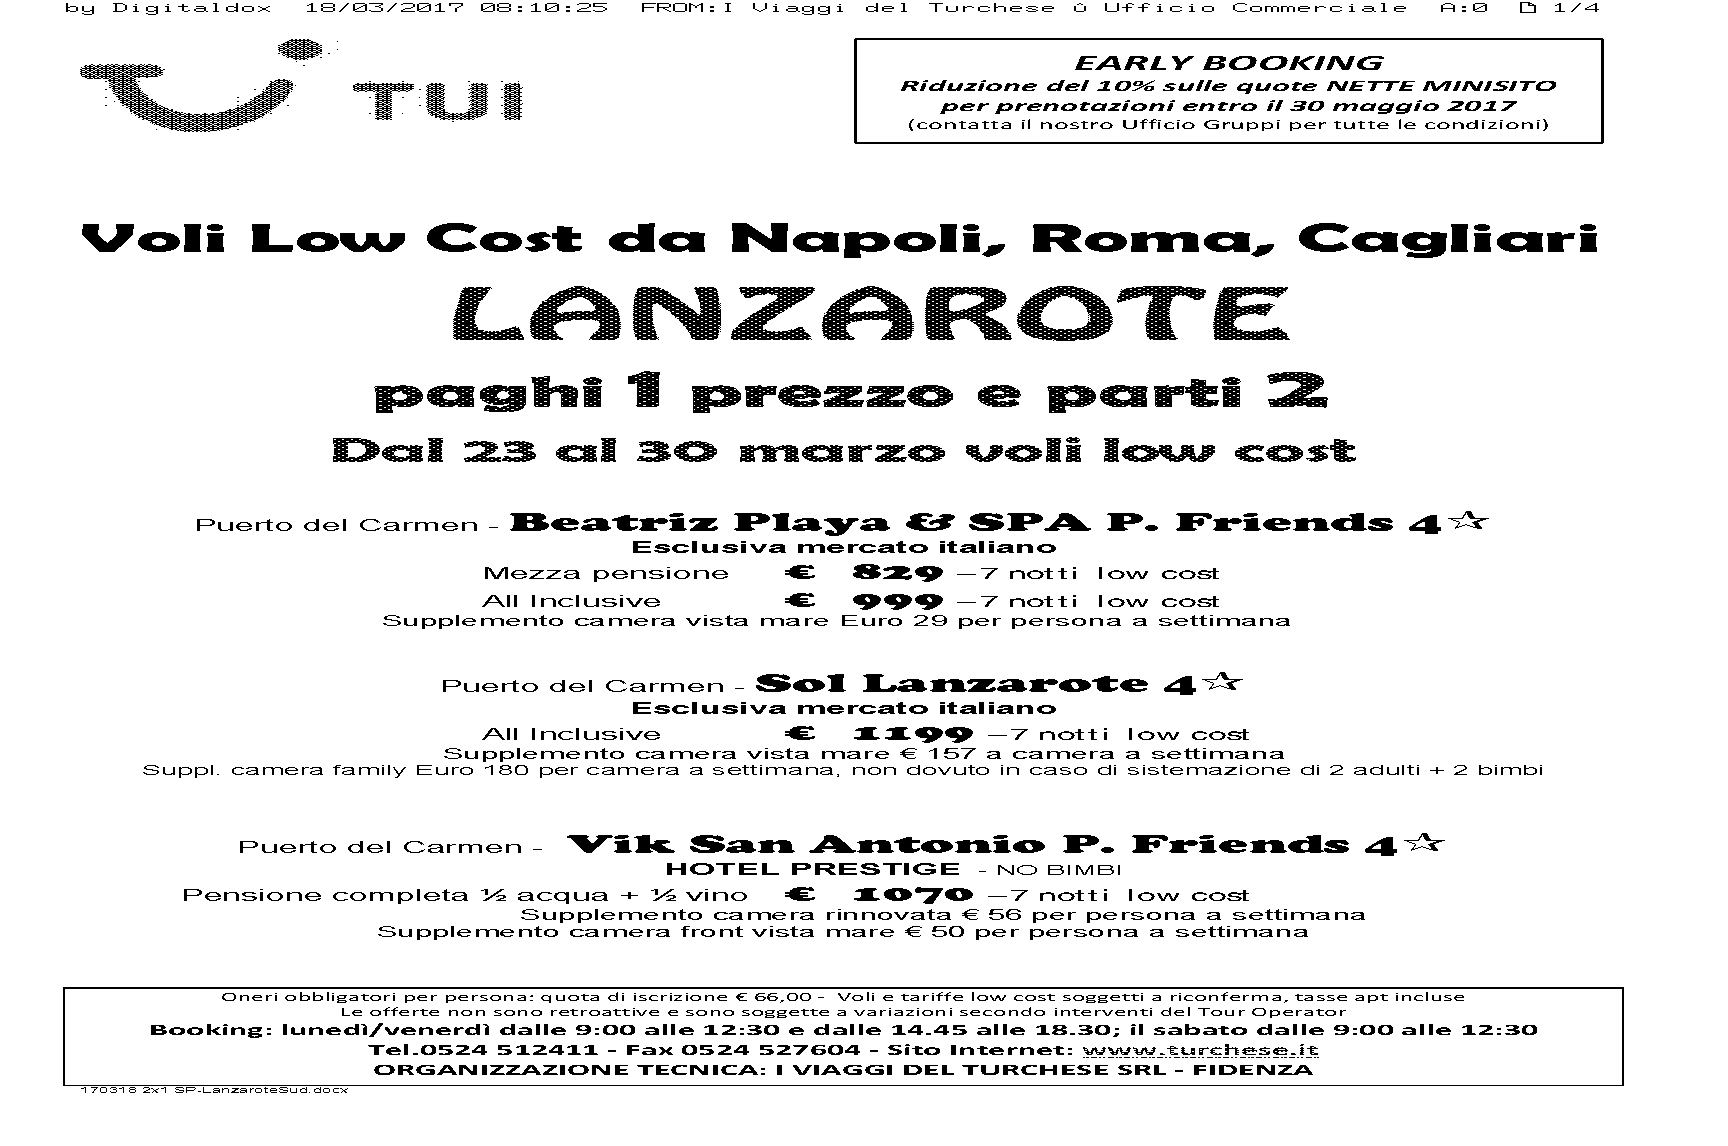 by Digitaldox 18/03/2017 08:10:25 FROM:I Viaggi del Turchese ù Ufficio Commerciale A:0 1/4
TUI
EARLY BOOKING
Riduzione del 10% sulle quote NETTE MINISITO
per prenotazioni entro il 30 maggio 2017
(contatta il nostro Ufficio Gruppi per tutte le condizioni)
Voli Low Cost da Napoli, Roma, Cagliari
LANZAROTE
paghi 1 prezzo e parti 2
Dal 23 al 30 marzo voli low cost
Puerto del Carmen - Beatriz Playa & SPA P. Friends 4☆
Esclusiva mercato italiano
Mezza pensione € 829 –7 notti low cost
All Inclusive € 999 –7 notti low cost
Supplemento camera vista mare Euro 29 per persona a settimana
Puerto del Carmen - Sol Lanzarote 4☆
Esclusiva mercato italiano
All Inclusive € 1199 –7 notti low cost
Supplemento camera vista mare € 157 a camera a settimana
Suppl. camera family Euro 180 per camera a settimana, non dovuto in caso di sistemazione di 2 adulti + 2 bimbi
Puerto del Carmen - Vik San Antonio P. Friends 4☆
HOTEL PRESTIGE - NO BIMBI
Pensione completa ½ acqua + ½ vino € 1070 –7 notti low cost
Supplemento camera rinnovata € 56 per persona a settimana
Supplemento camera front vista mare € 50 per persona a settimana
Oneri obbligatori per persona: quota di iscrizione € 66,00 - Voli e tariffe low cost soggetti a riconferma, tasse apt incluse
Le offerte non sono retroattive e sono soggette a variazioni secondo interventi del Tour Operator
Booking: lunedì/venerdì dalle 9:00 alle 12:30 e dalle 14.45 alle 18.30; il sabato dalle 9:00 alle 12:30
Tel.0524 512411 - Fax 0524 527604 - Sito Internet: www.turchese.it
ORGANIZZAZIONE TECNICA: I VIAGGI DEL TURCHESE SRL - FIDENZA
170318 2x1 SP-LanzaroteSud.docx